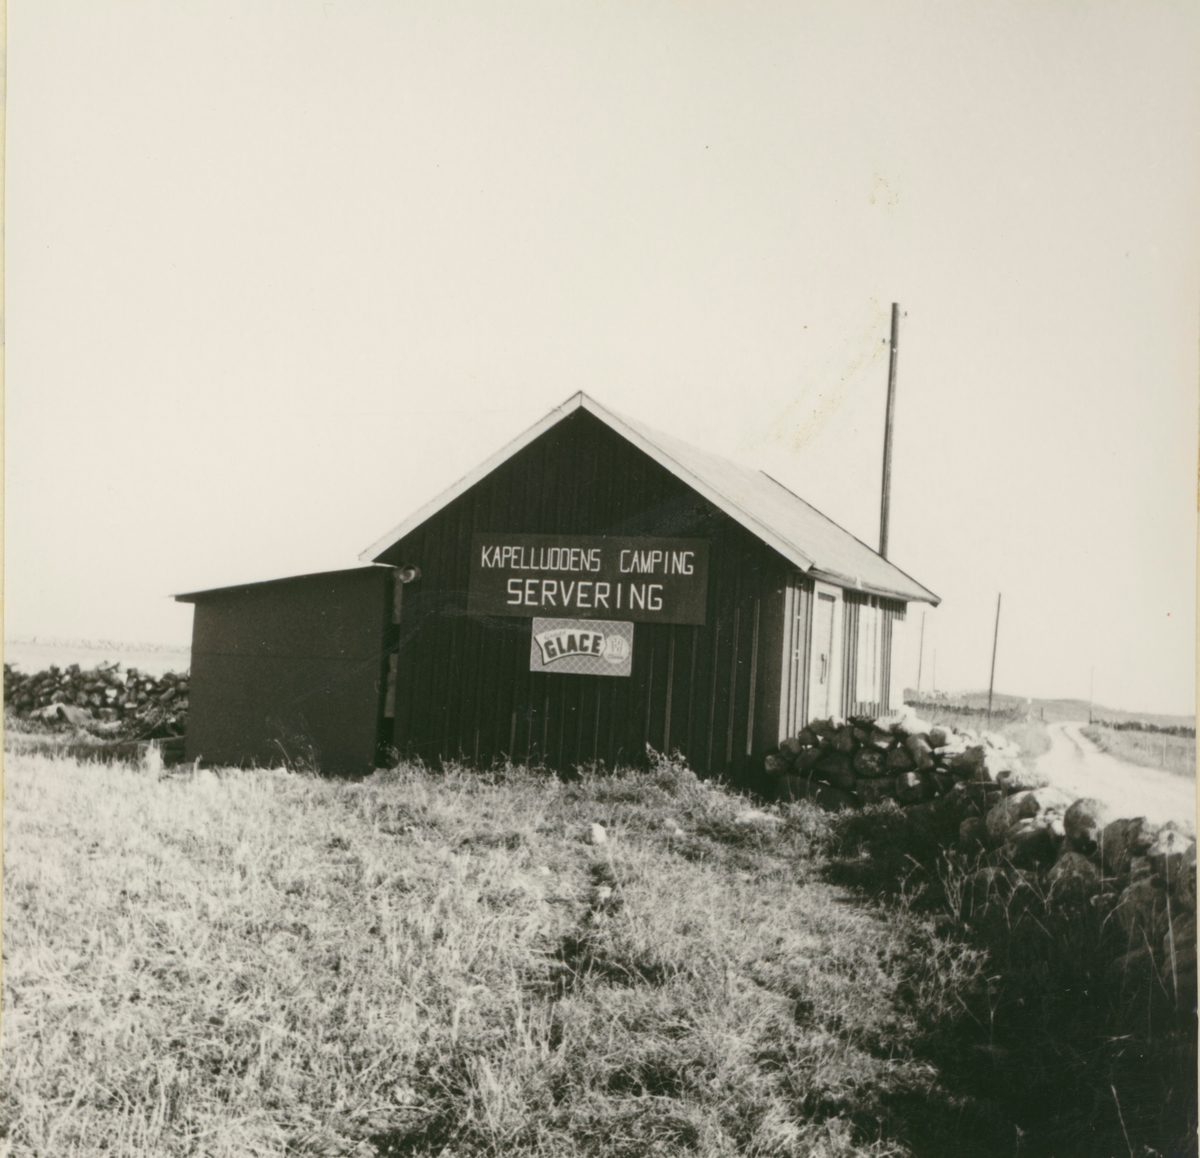 KAPELLUDDENS CAMPING
SERVERING
GLACE